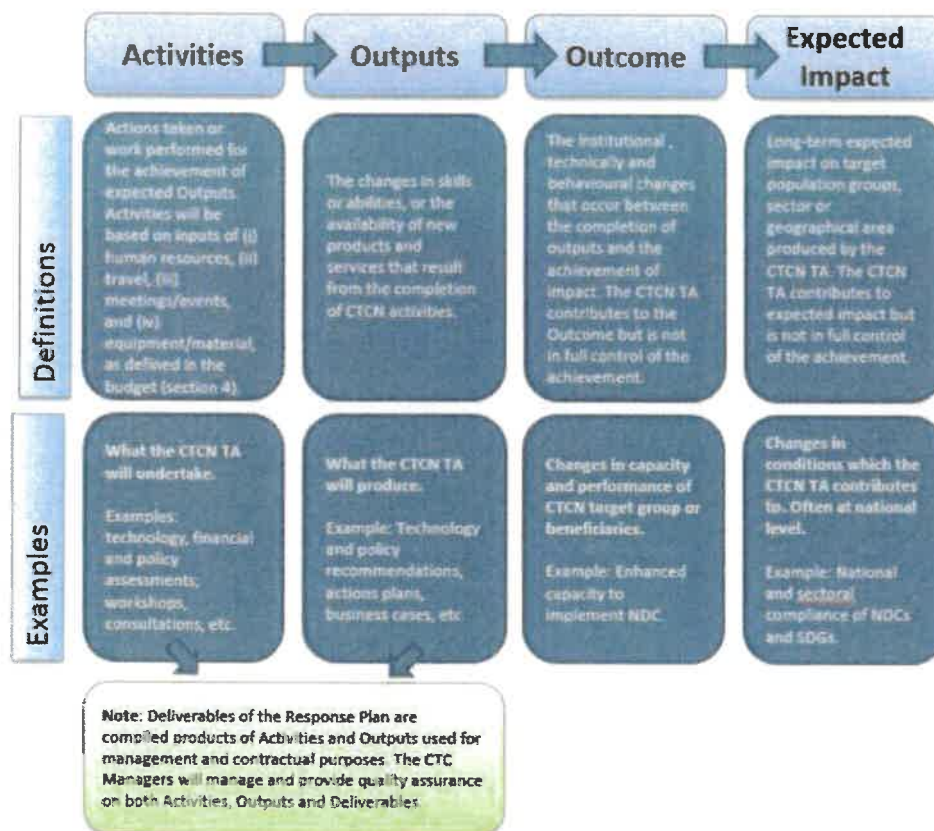 Activities
Outputs
Outcome
Expected
Impact
Definitions
Actions taken or
work performed for
the achievement of
expected Outputs.
Activities will be
based on inputs of (i)
human resources, (ii)
travel, (iii)
meetings/events,
and (iv)
equipment/material,
as defined in the
budget (section 4).
The changes in skills
or abilities, or the
availability of new
products and
services that result
from the completion
of CTCN activities.
The institutional ,
technically and
behavioural changes
that occur between
the completion of
outputs and the
achievement of
impact. The CTCN TA
contributes to the
Outcome but is not
in full control of the
achievement.
Long-term expected
impact on target
population groups,
sector or
geographical area
produced by the
CTCN TA. The CTCN
TA contributes to
expected impact but
is not in full control
of the achievement.
Examples
What the CTCN TA
will undertake.
Examples:
technology, financial
and policy
assessments,
workshops,
consultations, etc.
What the CTCN TA
will produce.
Example: Technology
and policy
recommendations,
actions plans,
business cases, etc
Changes in capacity
and performance of
CTCN target group or
beneficiaries.
Example: Enhanced
capacity to
implement NDC.
Changes in
conditions which the
CTCN TA contributes
to. Often at national
level.
Example: National
and sectoral
compliance of NDCs
and SDGs.
Note: Deliverables of the Response Plan are
compiled products of Activities and Outputs used for
management and contractual purposes. The CTC
Managers will manage and provide quality assurance
on both Activities, Outputs and Deliverables